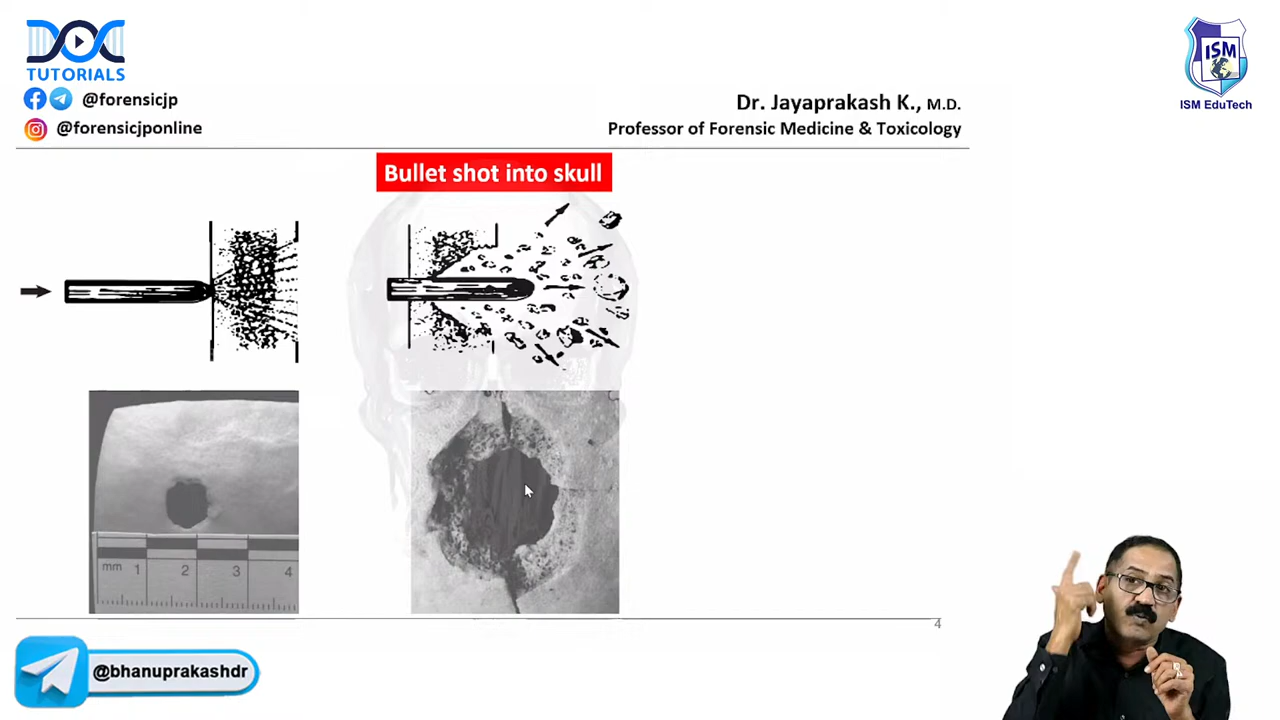 DOC
TUTORIALS
@forensicjp
@forensicjponline
ISM
ISM EduTech
Dr. Jayaprakash K., M.D.
Professor of Forensic Medicine & Toxicology
Bullet shot into skull
mm 1 2 3 4
4
@bhanuprakashdr